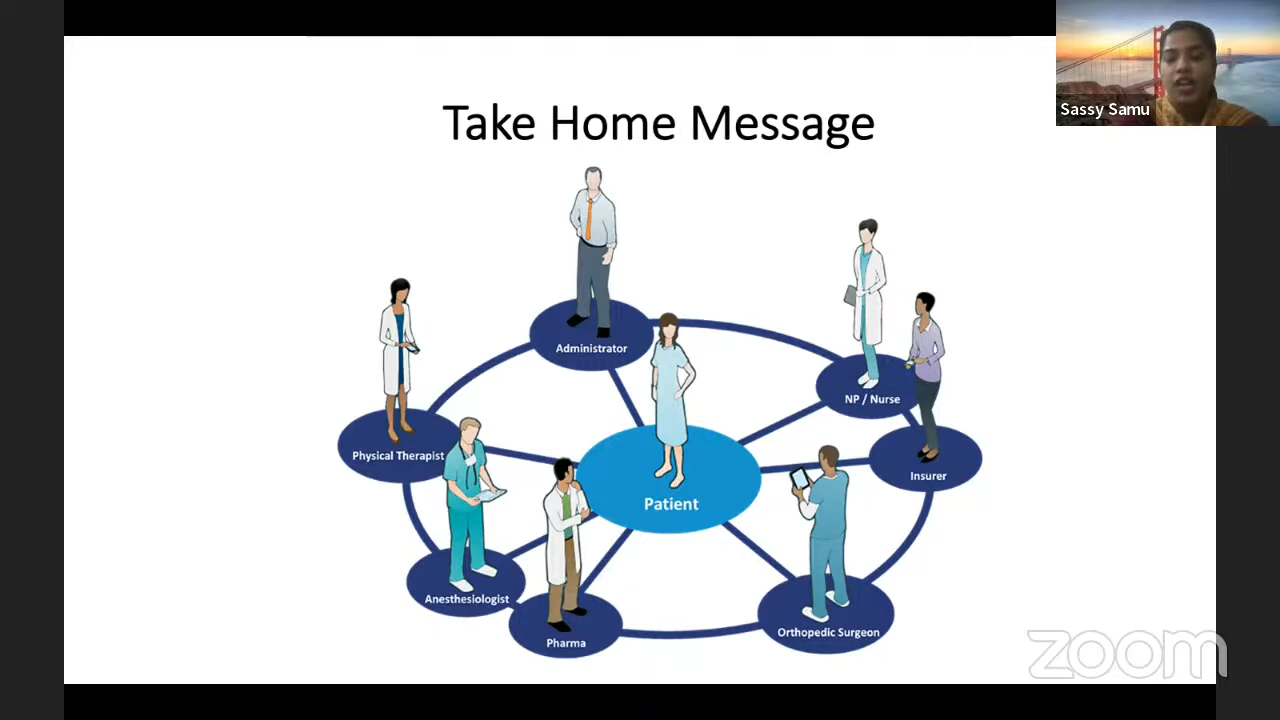 Take Home Message
Sassy Samu
Administrator
NP / Nurse
Physical Therapist
Insurer
Patient
Anesthesiologist
Orthopedic Surgeon
Pharma
zoom